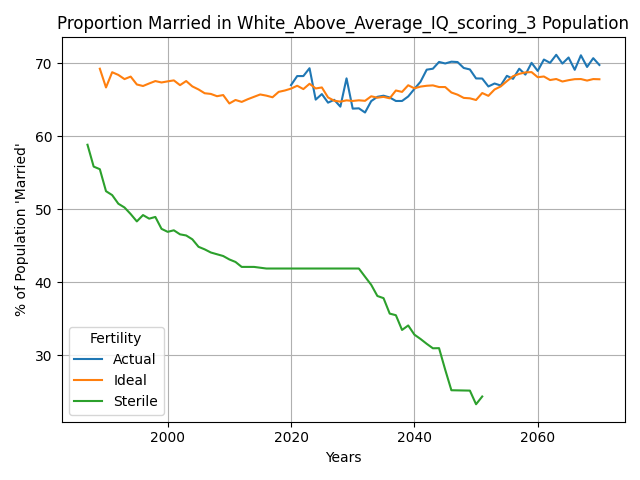 Proportion Married in White_Above_Average_IQ_scoring_3 Population
% of Population 'Married'
70
60
50
40
30
Fertility
Actual
Ideal
Sterile
2000
2020
2040
2060
Years